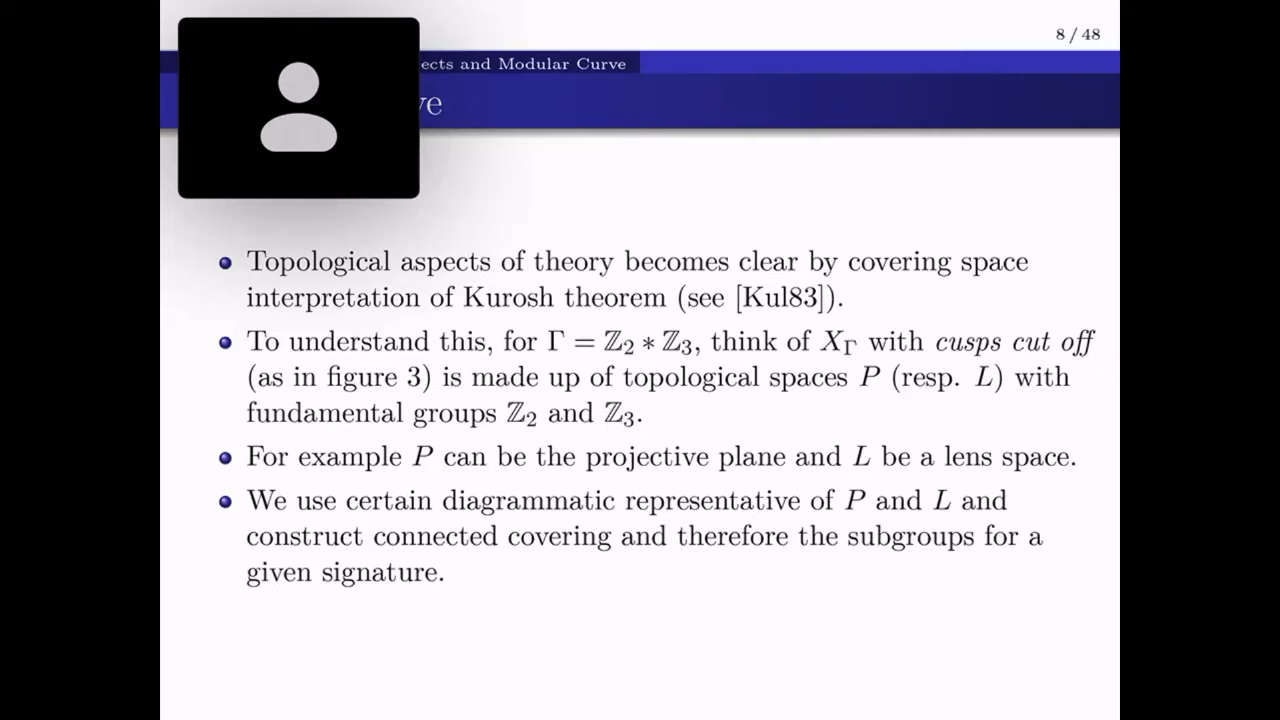 8 / 48
and Modular Curve
Topological aspects of theory becomes clear by covering space
interpretation of Kurosh theorem (see [Kul83]).
To understand this, for Γ = ℤ₂ ∗ ℤ₃, think of X_Γ with cusps cut off
(as in figure 3) is made up of topological spaces P (resp. L) with
fundamental groups ℤ₂ and ℤ₃.
For example P can be the projective plane and L be a lens space.
We use certain diagrammatic representative of P and L and
construct connected covering and therefore the subgroups for a
given signature.